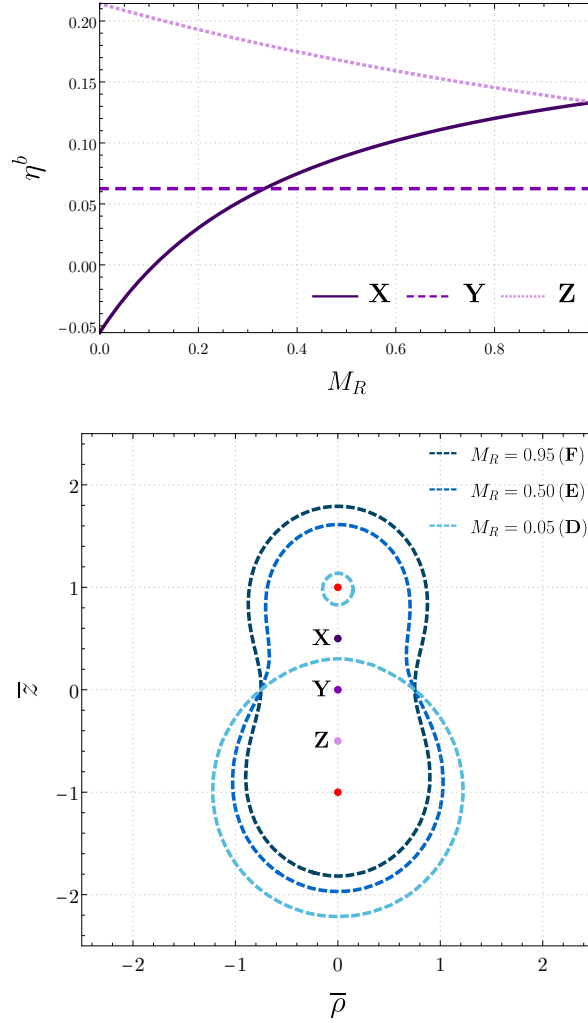 0.20
0.15
0.10
0.05
0.00
−0.05
η^b
X Y Z
0.0 0.2 0.4 0.6 0.8
M_R
M_R = 0.95 (F)
M_R = 0.50 (E)
M_R = 0.05 (D)
2
1
0
−1
−2
z̅
X
Y
Z
−2 −1 0 1 2
ρ̅